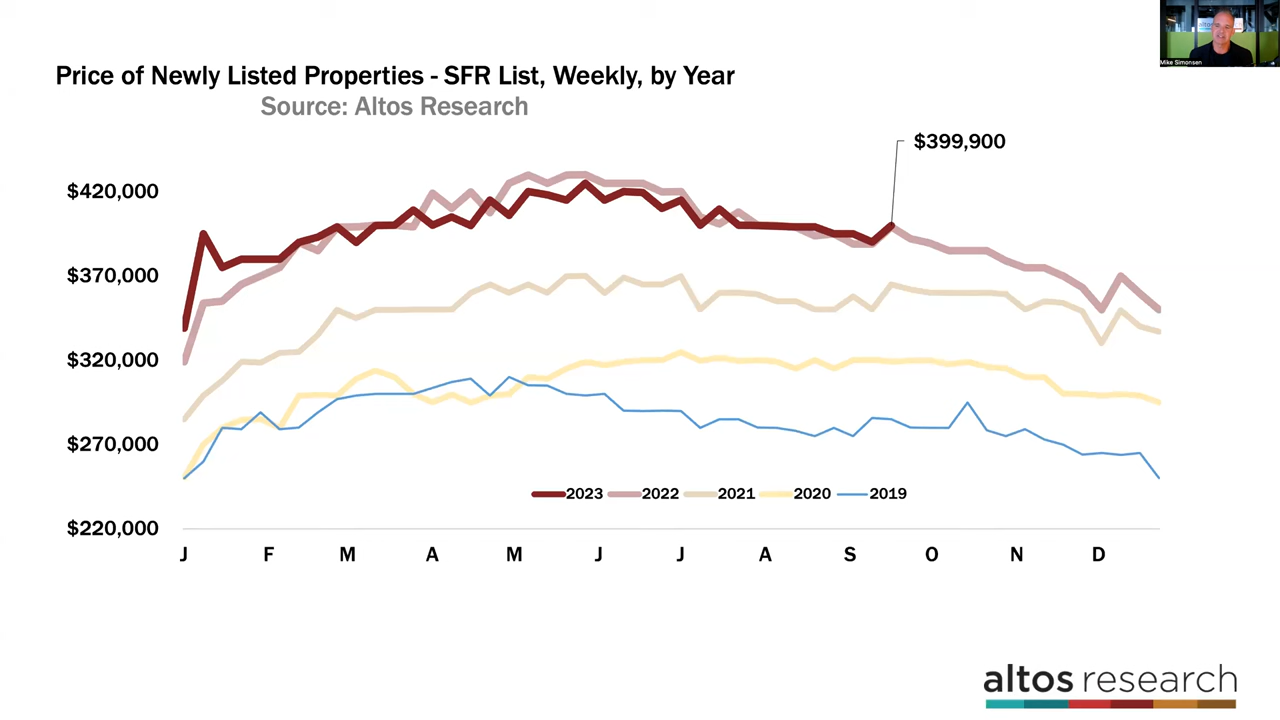 Mike Simonsen
Price of Newly Listed Properties - SFR List, Weekly, by Year
Source: Altos Research
$399,900
$420,000
$370,000
$320,000
$270,000
$220,000
2023 2022 2021 2020 2019
J F M A M J J A S O N D
altos research